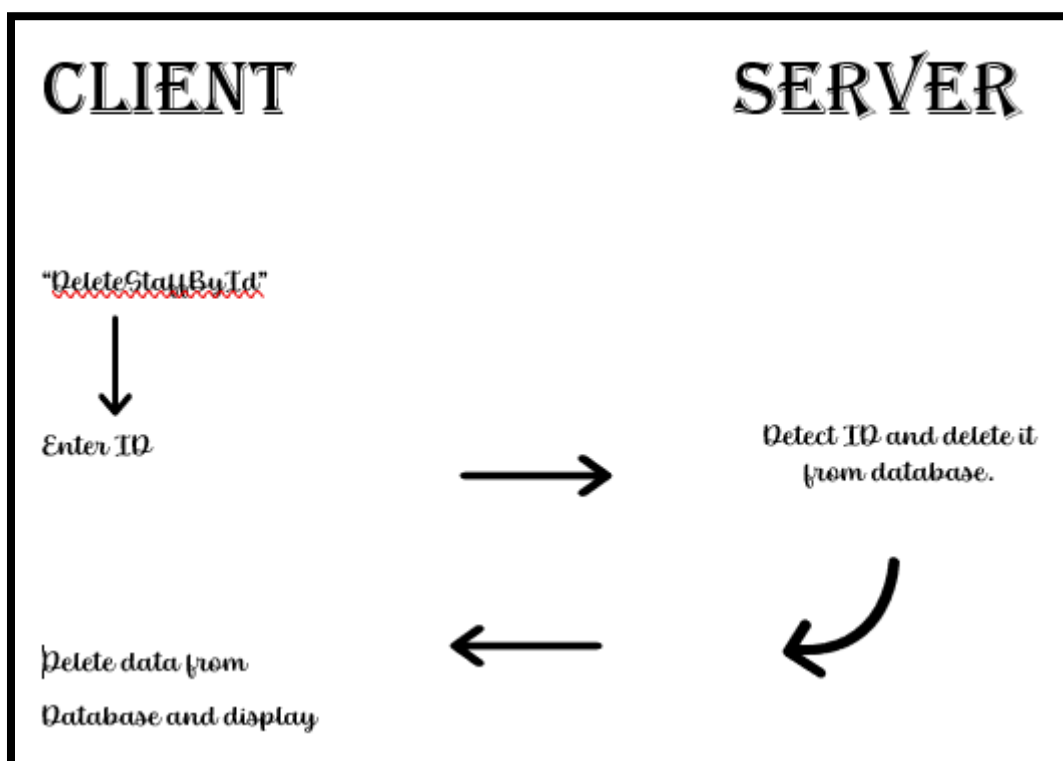 CLIENT
SERVER
“DeleteStaffById”
Enter ID
Detect ID and delete it
from database.
Delete data from
Database and display